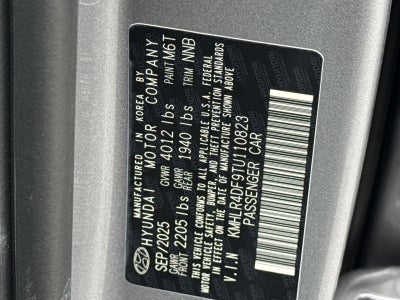 MANUFACTURED IN KOREA BY
HYUNDAI MOTOR COMPANY
SEP/2025 GVWR 4012 lbs PAINT M6T
GAWR FRONT 2205 lbs GAWR REAR 1940 lbs TRIM NNB
THIS VEHICLE CONFORMS TO ALL APPLICABLE U.S.A. FEDERAL
MOTOR VEHICLE SAFETY, BUMPER, AND THEFT PREVENTION STANDARDS
IN EFFECT ON THE DATE OF MANUFACTURE SHOWN ABOVE
V.I.N KMHLR4DF9TU110823
PASSENGER CAR